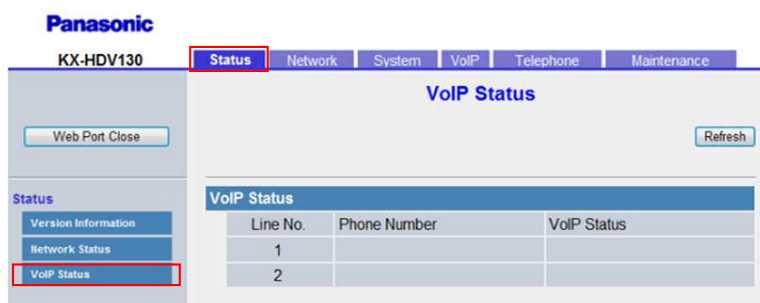 Panasonic
KX-HDV130
Status Network System VoIP Telephone Maintenance
VoIP Status
Web Port Close
Refresh
Status
Version Information
Network Status
VoIP Status
VoIP Status
Line No. Phone Number VoIP Status
1
2